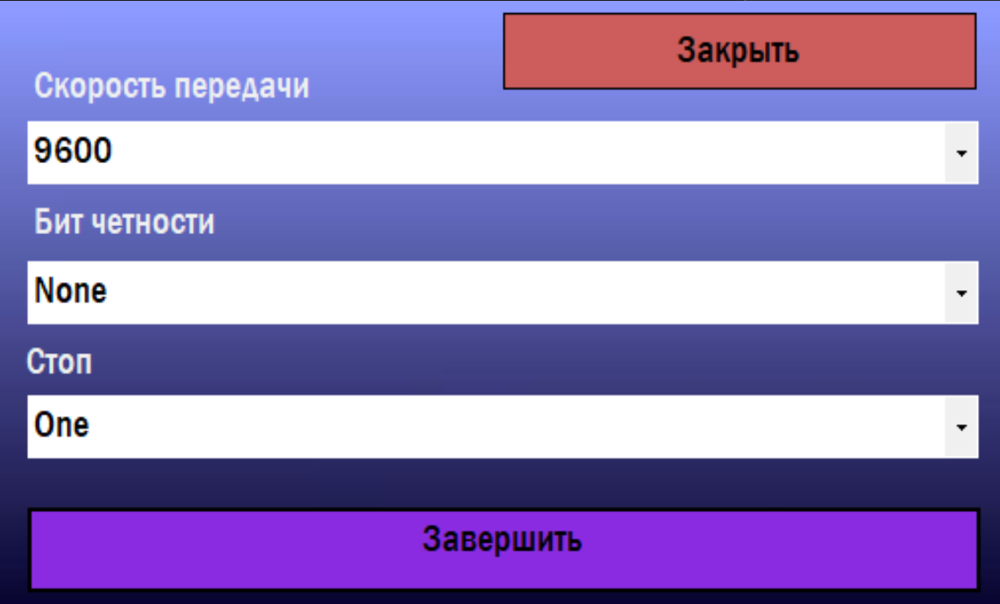 Закрыть
Скорость передачи
9600
Бит четности
None
Стоп
One
Завершить